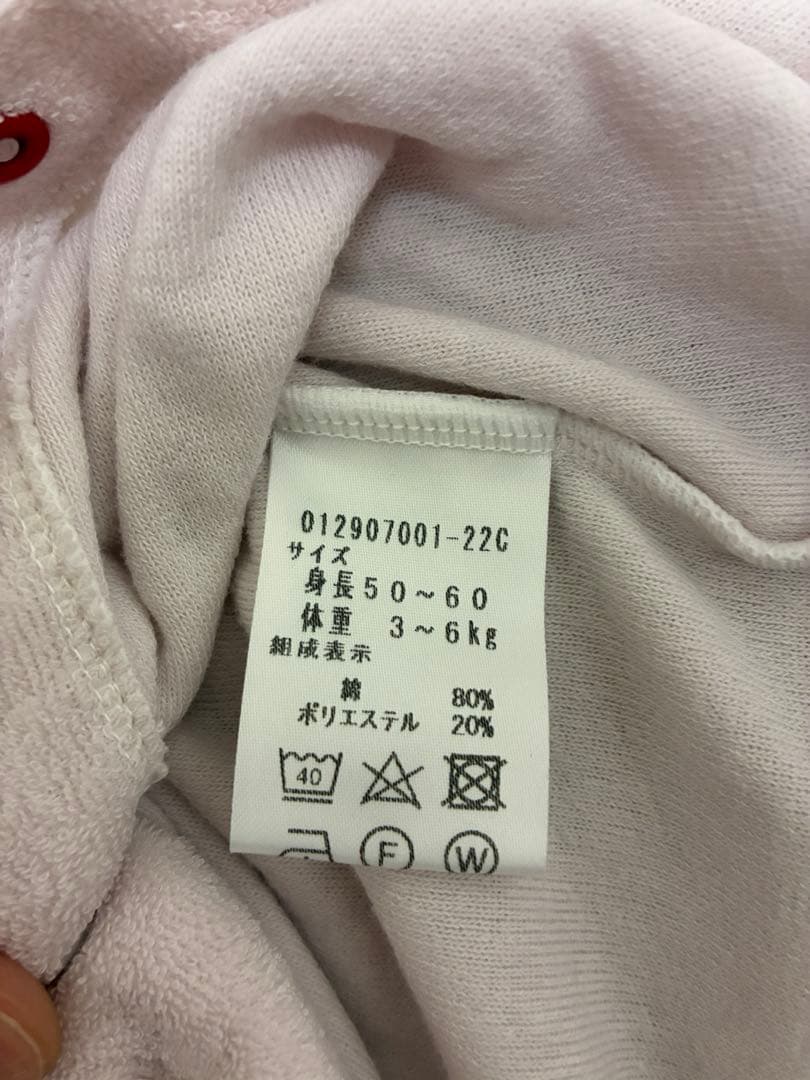 012907001-22C
サイズ
身長50~60
体重 3~6kg
組成表示
綿 80%
ポリエステル 20%
40
F W